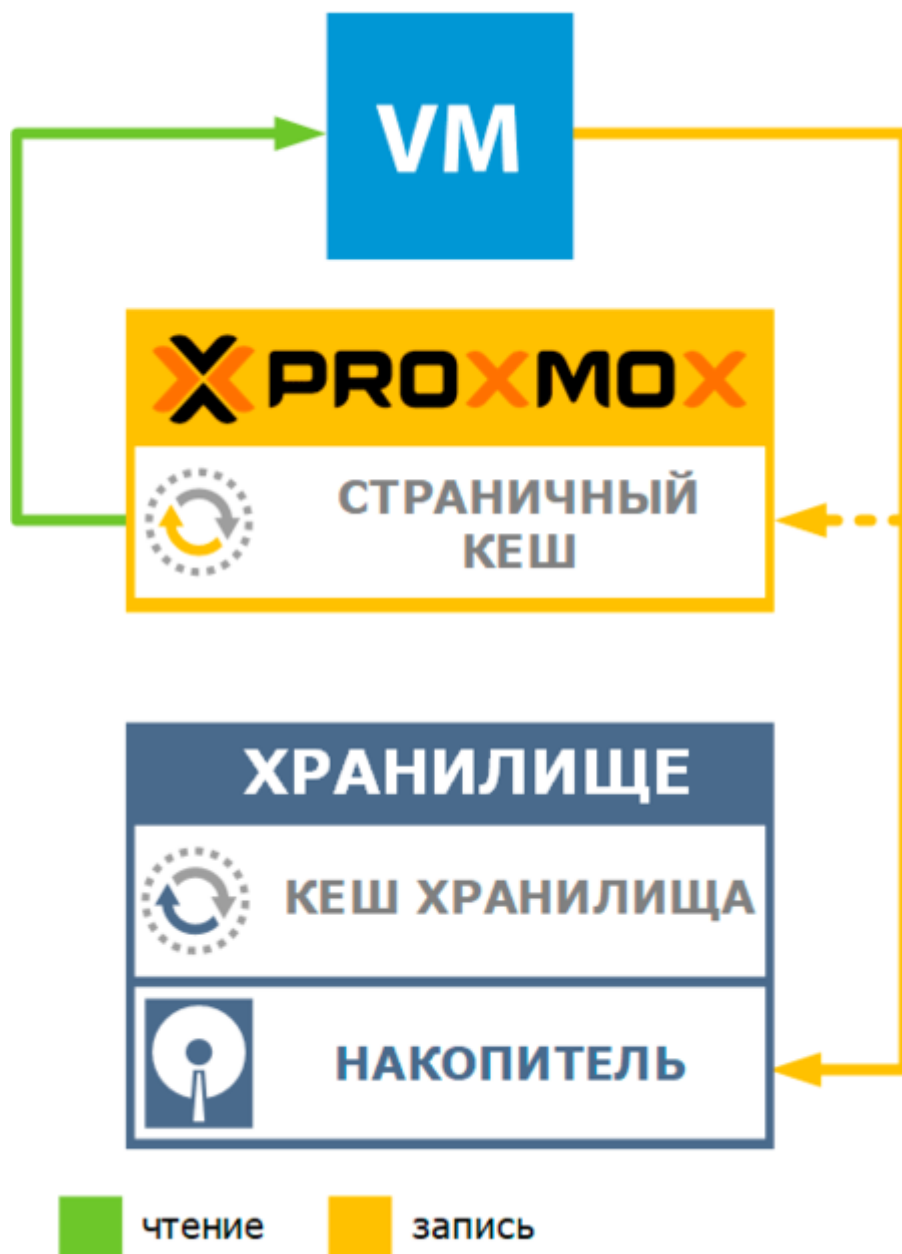 VM
PROXMOX
СТРАНИЧНЫЙ
КЕШ
ХРАНИЛИЩЕ
КЕШ ХРАНИЛИЩА
НАКОПИТЕЛЬ
чтение запись